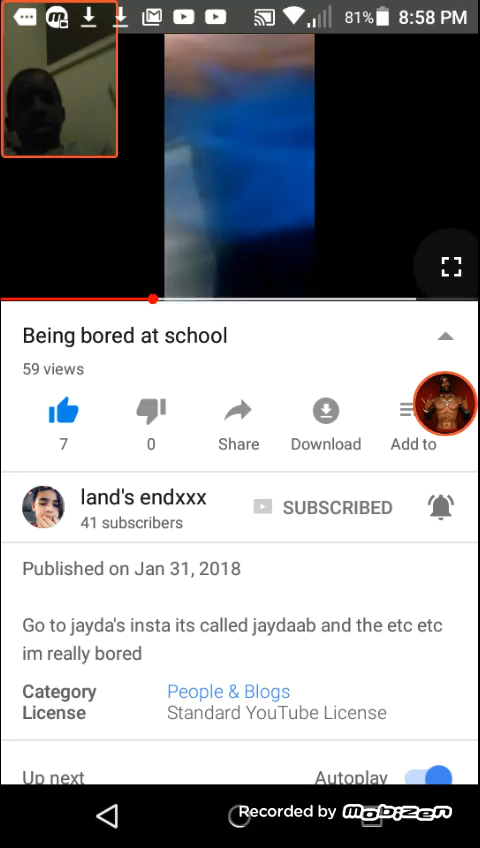 81% 8:58 PM
Being bored at school
59 views
7 0 Share Download Add to
land's endxxx
41 subscribers
SUBSCRIBED
Published on Jan 31, 2018
Go to jayda's insta its called jaydaab and the etc etc
im really bored
Category People & Blogs
License Standard YouTube License
Up next Autoplay
Recorded by mobizen